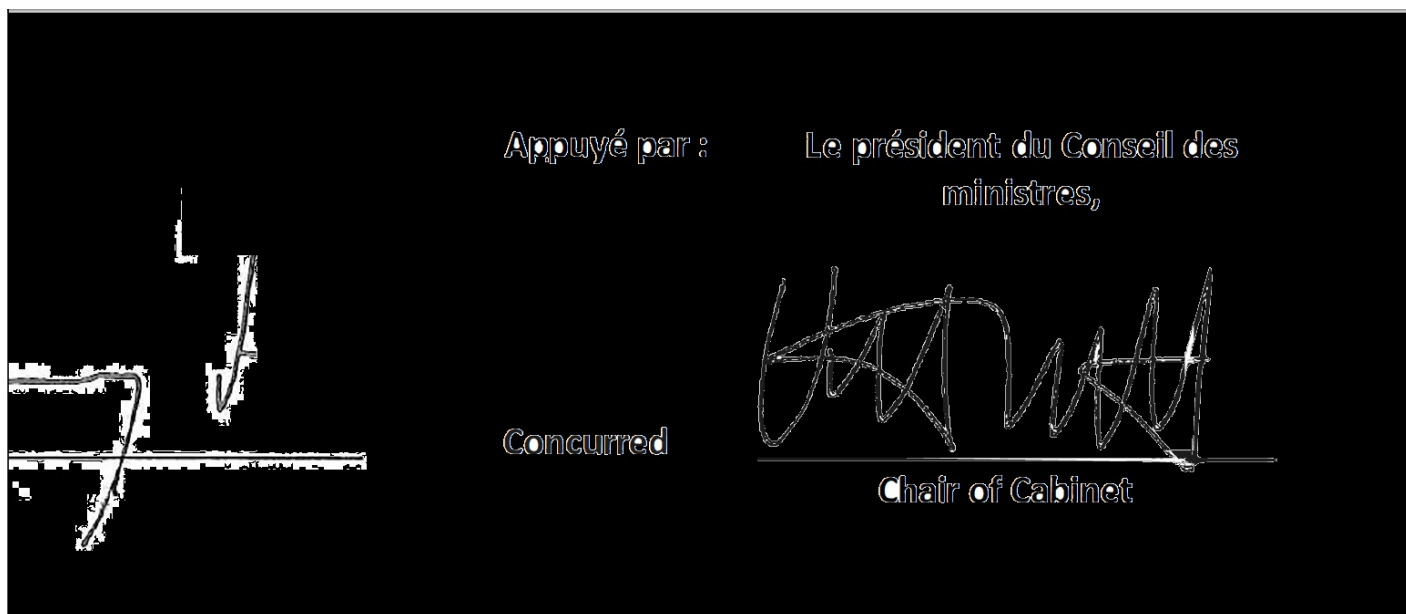 Appuyé par :
Le président du Conseil des
ministres,
Concurred
Chair of Cabinet